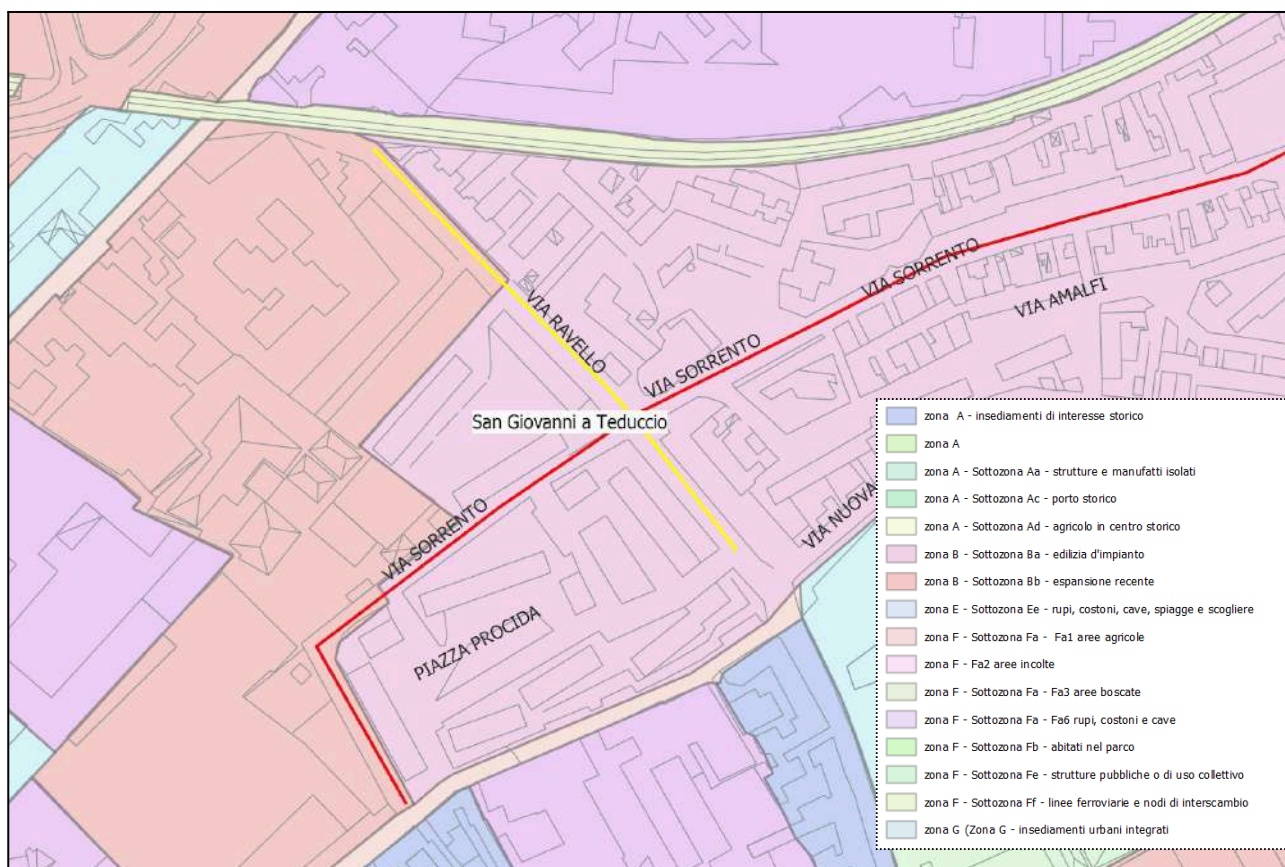 VIA RAVELLO
VIA SORRENTO
VIA SORRENTO
VIA AMALFI
San Giovanni a Teduccio
VIA SORRENTO
VIA NUOVA
PIAZZA PROCIDA
zona A - insediamenti di interesse storico
zona A
zona A - Sottozona Aa - strutture e manufatti isolati
zona A - Sottozona Ac - porto storico
zona A - Sottozona Ad - agricolo in centro storico
zona B - Sottozona Ba - edilizia d'impianto
zona B - Sottozona Bb - espansione recente
zona E - Sottozona Ee - rupi, costoni, cave, spiagge e scogliere
zona F - Sottozona Fa - Fa1 aree agricole
zona F - Fa2 aree incolte
zona F - Sottozona Fa - Fa3 aree boscate
zona F - Sottozona Fa - Fa6 rupi, costoni e cave
zona F - Sottozona Fb - abitati nel parco
zona F - Sottozona Fe - strutture pubbliche o di uso collettivo
zona F - Sottozona Ff - linee ferroviarie e nodi di interscambio
zona G (Zona G - insediamenti urbani integrati